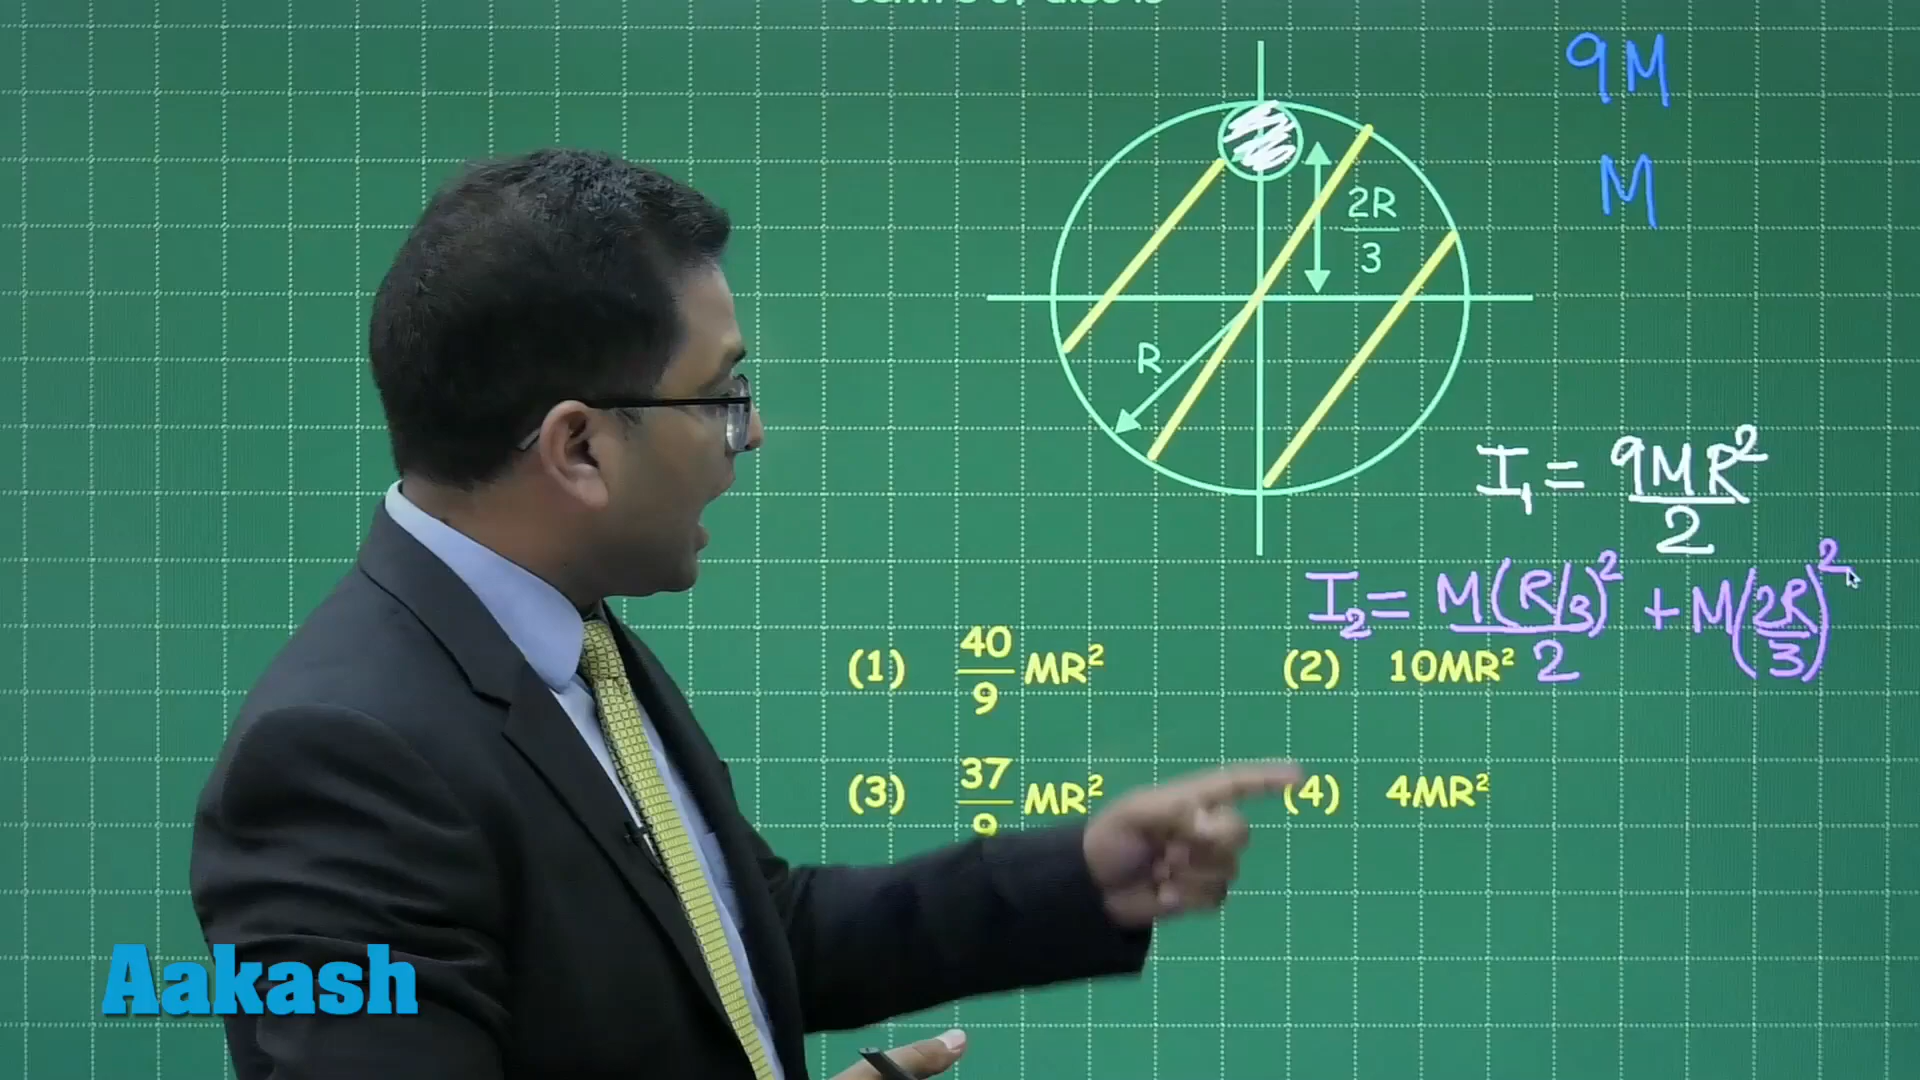 9M
M
2R
3
R
I₁ = 9MR²
2
I₂ = M(R/3)² + M(2R)²
2 3
(1) 40 MR²
9
(2) 10MR²
(3) 37 MR²
9
(4) 4MR²
Aakash